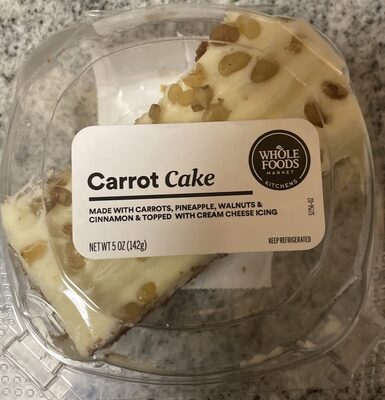 Carrot Cake
MADE WITH CARROTS, PINEAPPLE, WALNUTS &
CINNAMON & TOPPED WITH CREAM CHEESE ICING
NET WT 5 OZ (142g)
KEEP REFRIGERATED
WHOLE
FOODS
MARKET
KITCHENS